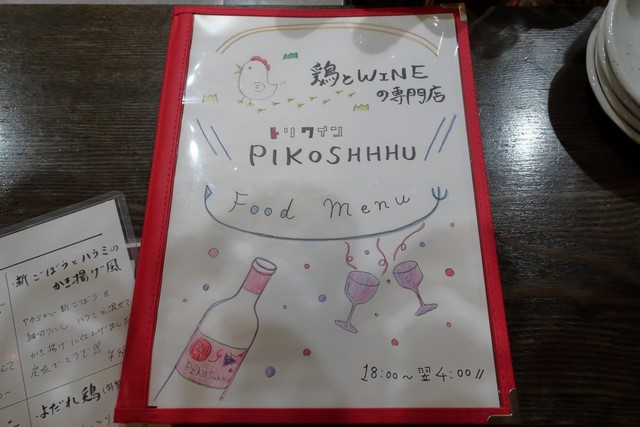 鶏とWINE
の専門店
トリワイン
PIKOSHHHU
Food Menu
PIKOSHHHU
18:00～翌4:00
新ごぼうとハラミの
かき揚げ風
よだれ鶏